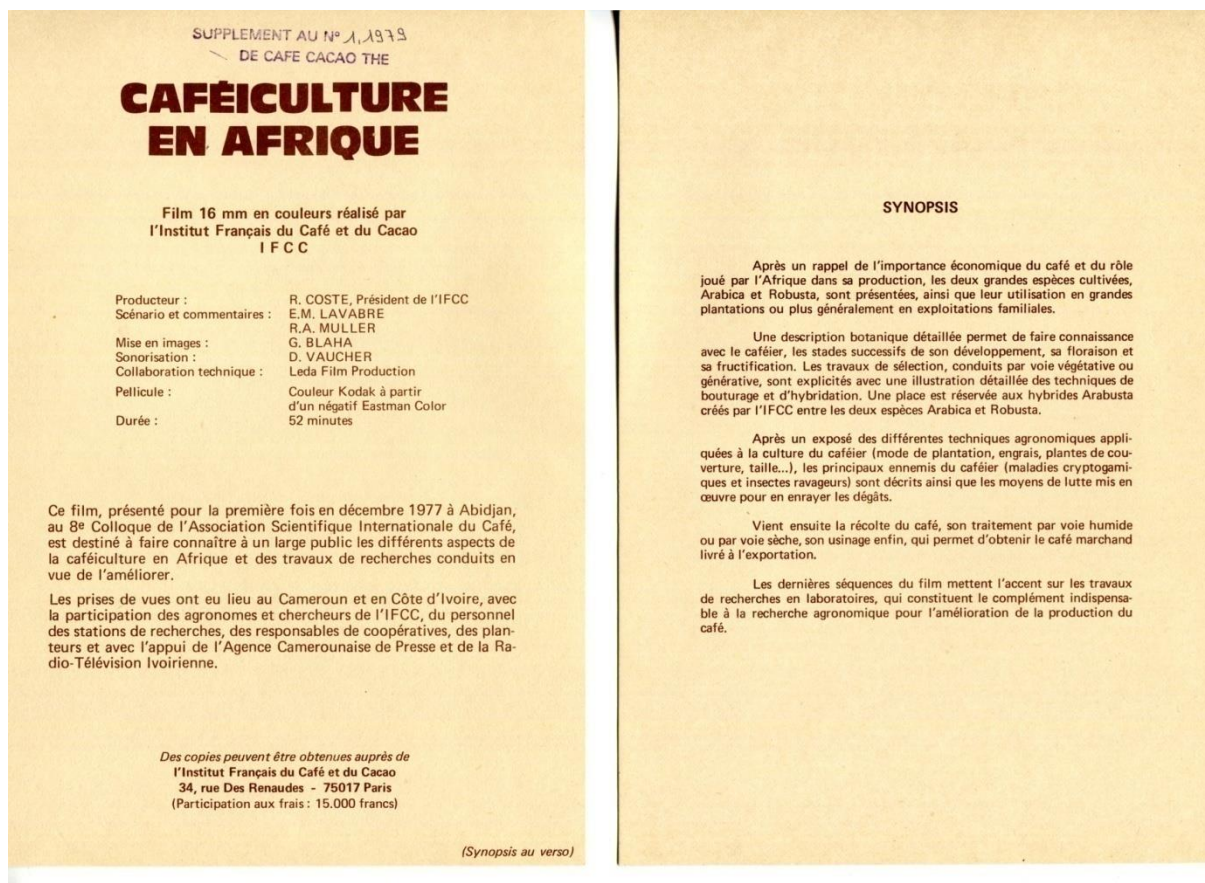 SUPPLEMENT AU Nº 1, 1979
DE CAFE CACAO THE
CAFÉICULTURE
EN AFRIQUE
Film 16 mm en couleurs réalisé par
l'Institut Français du Café et du Cacao
I F C C
Producteur : R. COSTE, Président de l'IFCC
Scénario et commentaires : E.M. LAVABRE
R.A. MULLER
Mise en images : G. BLAHA
Sonorisation : D. VAUCHER
Collaboration technique : Leda Film Production
Pellicule : Couleur Kodak à partir
d'un négatif Eastman Color
Durée : 52 minutes
Ce film, présenté pour la première fois en décembre 1977 à Abidjan,
au 8e Colloque de l'Association Scientifique Internationale du Café,
est destiné à faire connaître à un large public les différents aspects de
la caféiculture en Afrique et des travaux de recherches conduits en
vue de l'améliorer.
Les prises de vues ont eu lieu au Cameroun et en Côte d'Ivoire, avec
la participation des agronomes et chercheurs de l'IFCC, du personnel
des stations de recherches, des responsables de coopératives, des plan-
teurs et avec l'appui de l'Agence Camerounaise de Presse et de la Ra-
dio-Télévision Ivoirienne.
Des copies peuvent être obtenues auprès de
l'Institut Français du Café et du Cacao
34, rue Des Renaudes - 75017 Paris
(Participation aux frais : 15.000 francs)
(Synopsis au verso)
SYNOPSIS
Après un rappel de l'importance économique du café et du rôle
joué par l'Afrique dans sa production, les deux grandes espèces cultivées,
Arabica et Robusta, sont présentées, ainsi que leur utilisation en grandes
plantations ou plus généralement en exploitations familiales.
Une description botanique détaillée permet de faire connaissance
avec le caféier, les stades successifs de son développement, sa floraison et
sa fructification. Les travaux de sélection, conduits par voie végétative ou
générative, sont explicités avec une illustration détaillée des techniques de
bouturage et d'hybridation. Une place est réservée aux hybrides Arabusta
créés par l'IFCC entre les deux espèces Arabica et Robusta.
Après un exposé des différentes techniques agronomiques appli-
quées à la culture du caféier (mode de plantation, engrais, plantes de cou-
verture, taille...), les principaux ennemis du caféier (maladies cryptogami-
ques et insectes ravageurs) sont décrits ainsi que les moyens de lutte mis en
œuvre pour en enrayer les dégâts.
Vient ensuite la récolte du café, son traitement par voie humide
ou par voie sèche, son usinage enfin, qui permet d'obtenir le café marchand
livré à l'exportation.
Les dernières séquences du film mettent l'accent sur les travaux
de recherches en laboratoires, qui constituent le complément indispensa-
ble à la recherche agronomique pour l'amélioration de la production du
café.